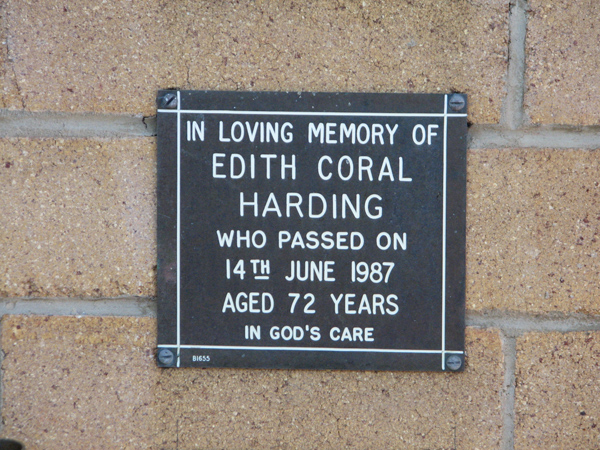 IN LOVING MEMORY OF
EDITH CORAL
HARDING
WHO PASSED ON
14TH JUNE 1987
AGED 72 YEARS
IN GOD'S CARE
B1655